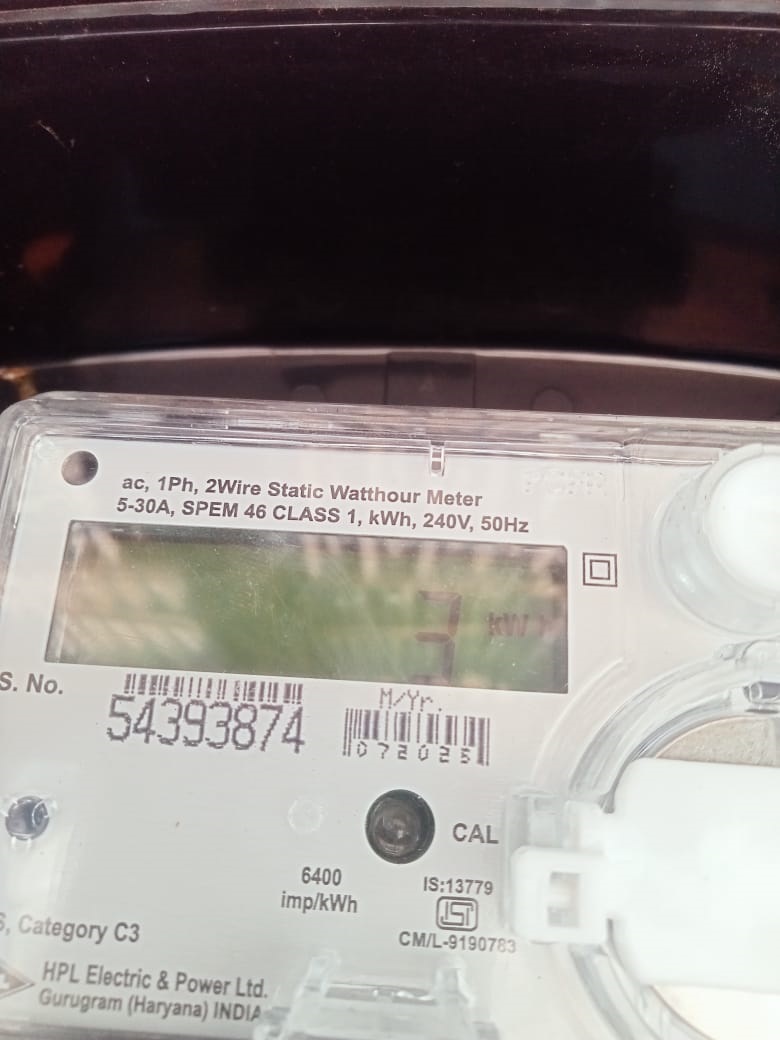 ac, 1Ph, 2Wire Static Watthour Meter
5-30A, SPEM 46 CLASS 1, kWh, 240V, 50Hz
3 kW
S. No.
54393874
M/Yr.
072025
CAL
6400
imp/kWh
IS:13779
ISI
CM/L-9190783
, Category C3
HPL Electric & Power Ltd.
Gurugram (Haryana) INDIA